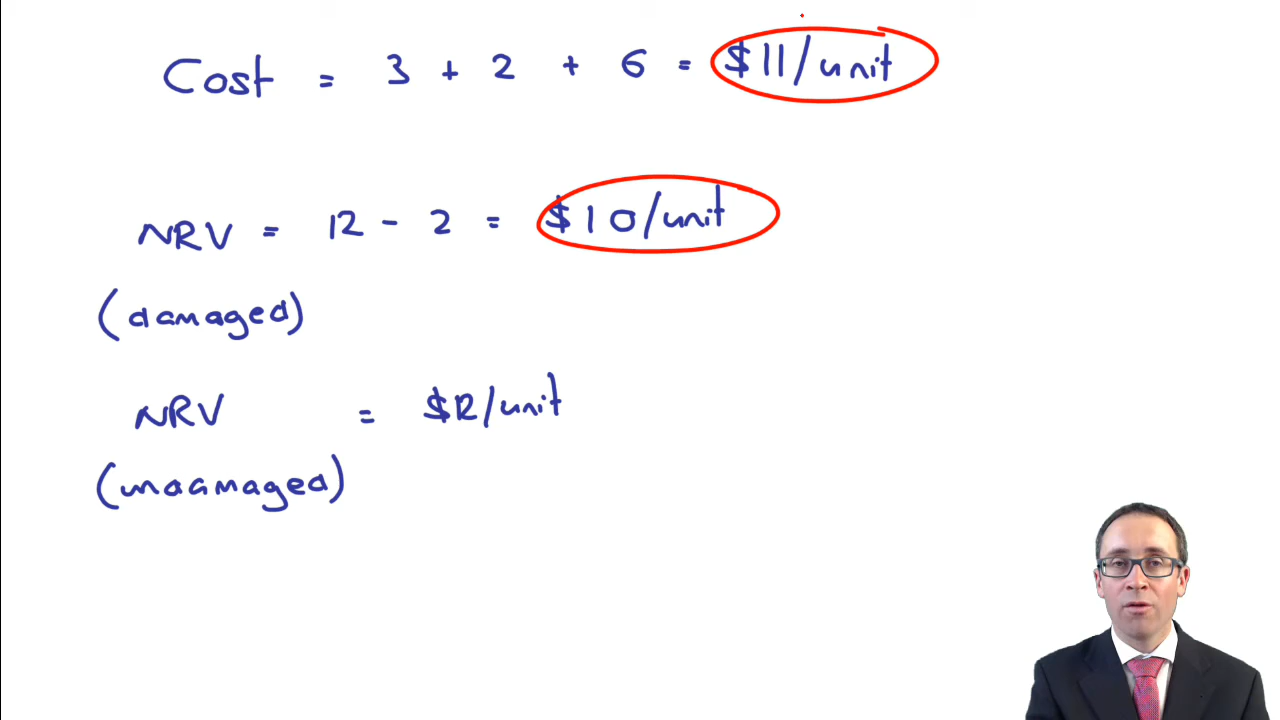 Cost = 3 + 2 + 6 = $11/unit
NRV = 12 - 2 = $10/unit
(damaged)
NRV = $12/unit
(undamaged)